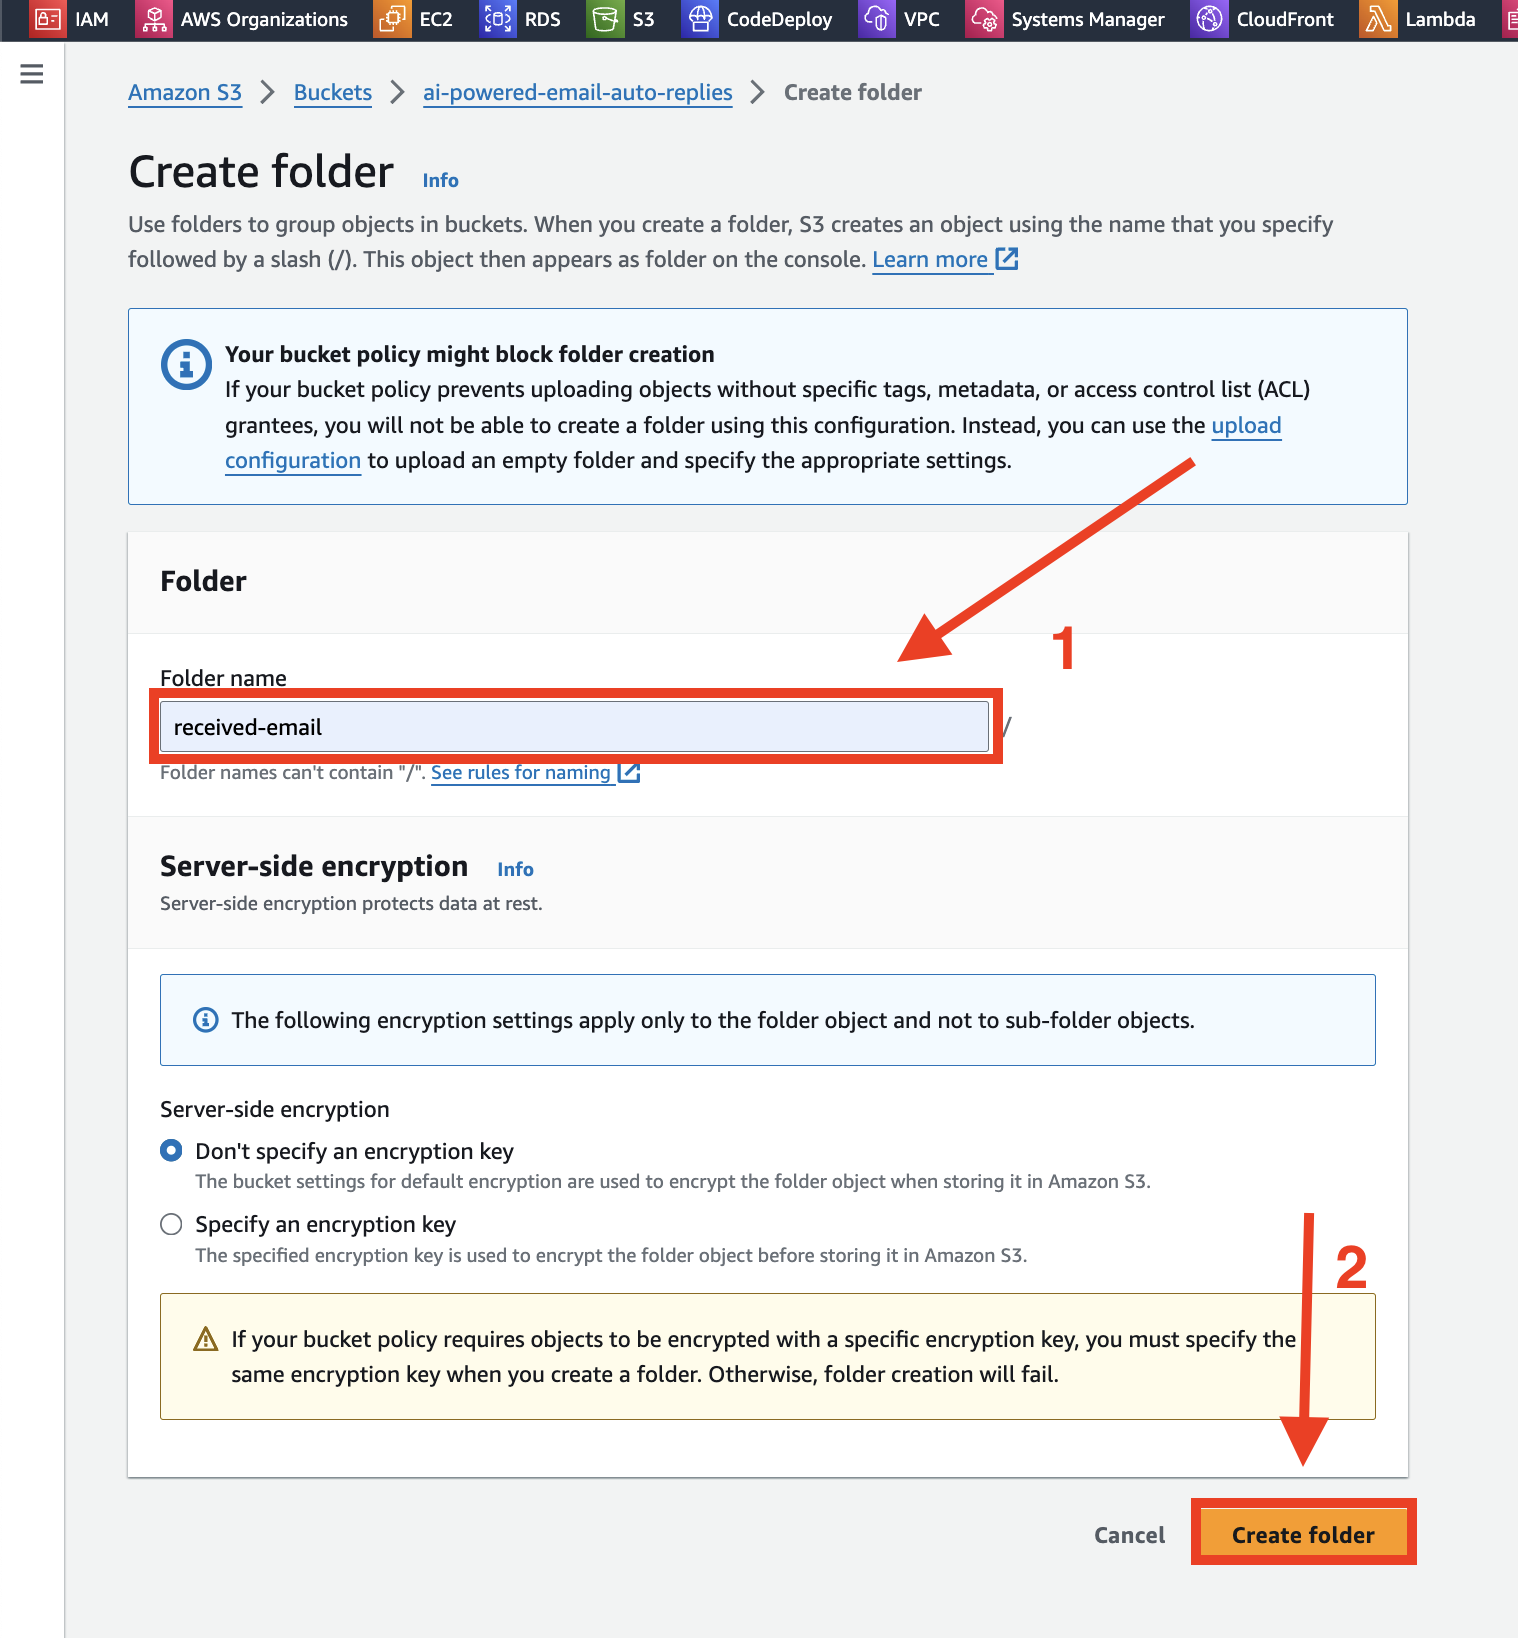 IAM AWS Organizations EC2 RDS S3 CodeDeploy VPC Systems Manager CloudFront Lambda
Amazon S3 Buckets ai-powered-email-auto-replies Create folder
Create folder Info
Use folders to group objects in buckets. When you create a folder, S3 creates an object using the name that you specify
followed by a slash (/). This object then appears as folder on the console. Learn more
Your bucket policy might block folder creation
If your bucket policy prevents uploading objects without specific tags, metadata, or access control list (ACL)
grantees, you will not be able to create a folder using this configuration. Instead, you can use the upload
configuration to upload an empty folder and specify the appropriate settings.
Folder
1
Folder name
received-email /
Folder names can't contain "/". See rules for naming
Server-side encryption Info
Server-side encryption protects data at rest.
The following encryption settings apply only to the folder object and not to sub-folder objects.
Server-side encryption
Don't specify an encryption key
The bucket settings for default encryption are used to encrypt the folder object when storing it in Amazon S3.
Specify an encryption key
The specified encryption key is used to encrypt the folder object before storing it in Amazon S3.
2
If your bucket policy requires objects to be encrypted with a specific encryption key, you must specify the
same encryption key when you create a folder. Otherwise, folder creation will fail.
Cancel Create folder